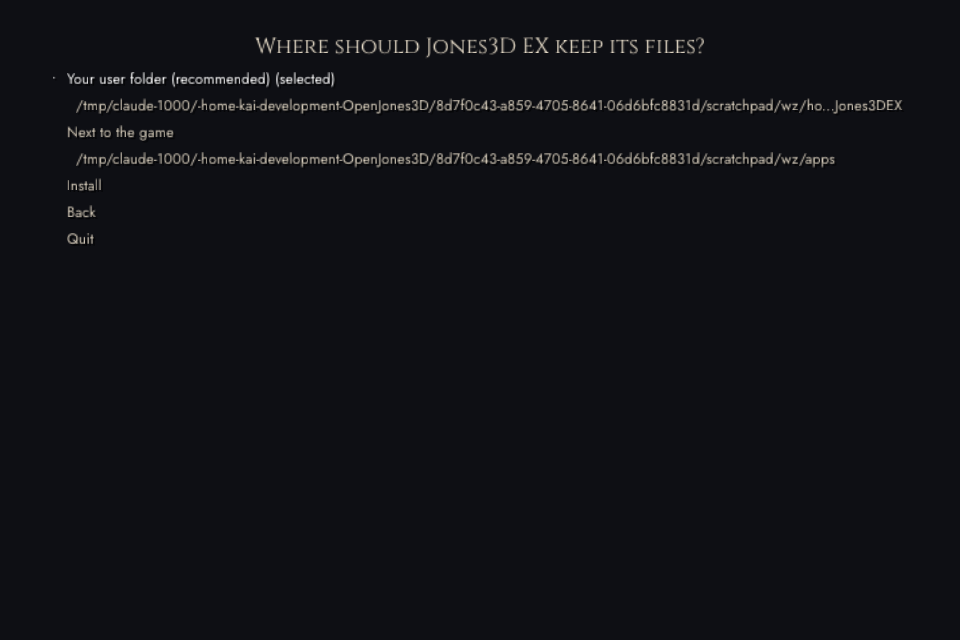 Where should Jones3D EX keep its files?
· Your user folder (recommended) (selected)
/tmp/claude-1000/-home-kai-development-OpenJones3D/8d7f0c43-a859-4705-8641-06d6bfc8831d/scratchpad/wz/ho...Jones3DEX
Next to the game
/tmp/claude-1000/-home-kai-development-OpenJones3D/8d7f0c43-a859-4705-8641-06d6bfc8831d/scratchpad/wz/apps
Install
Back
Quit